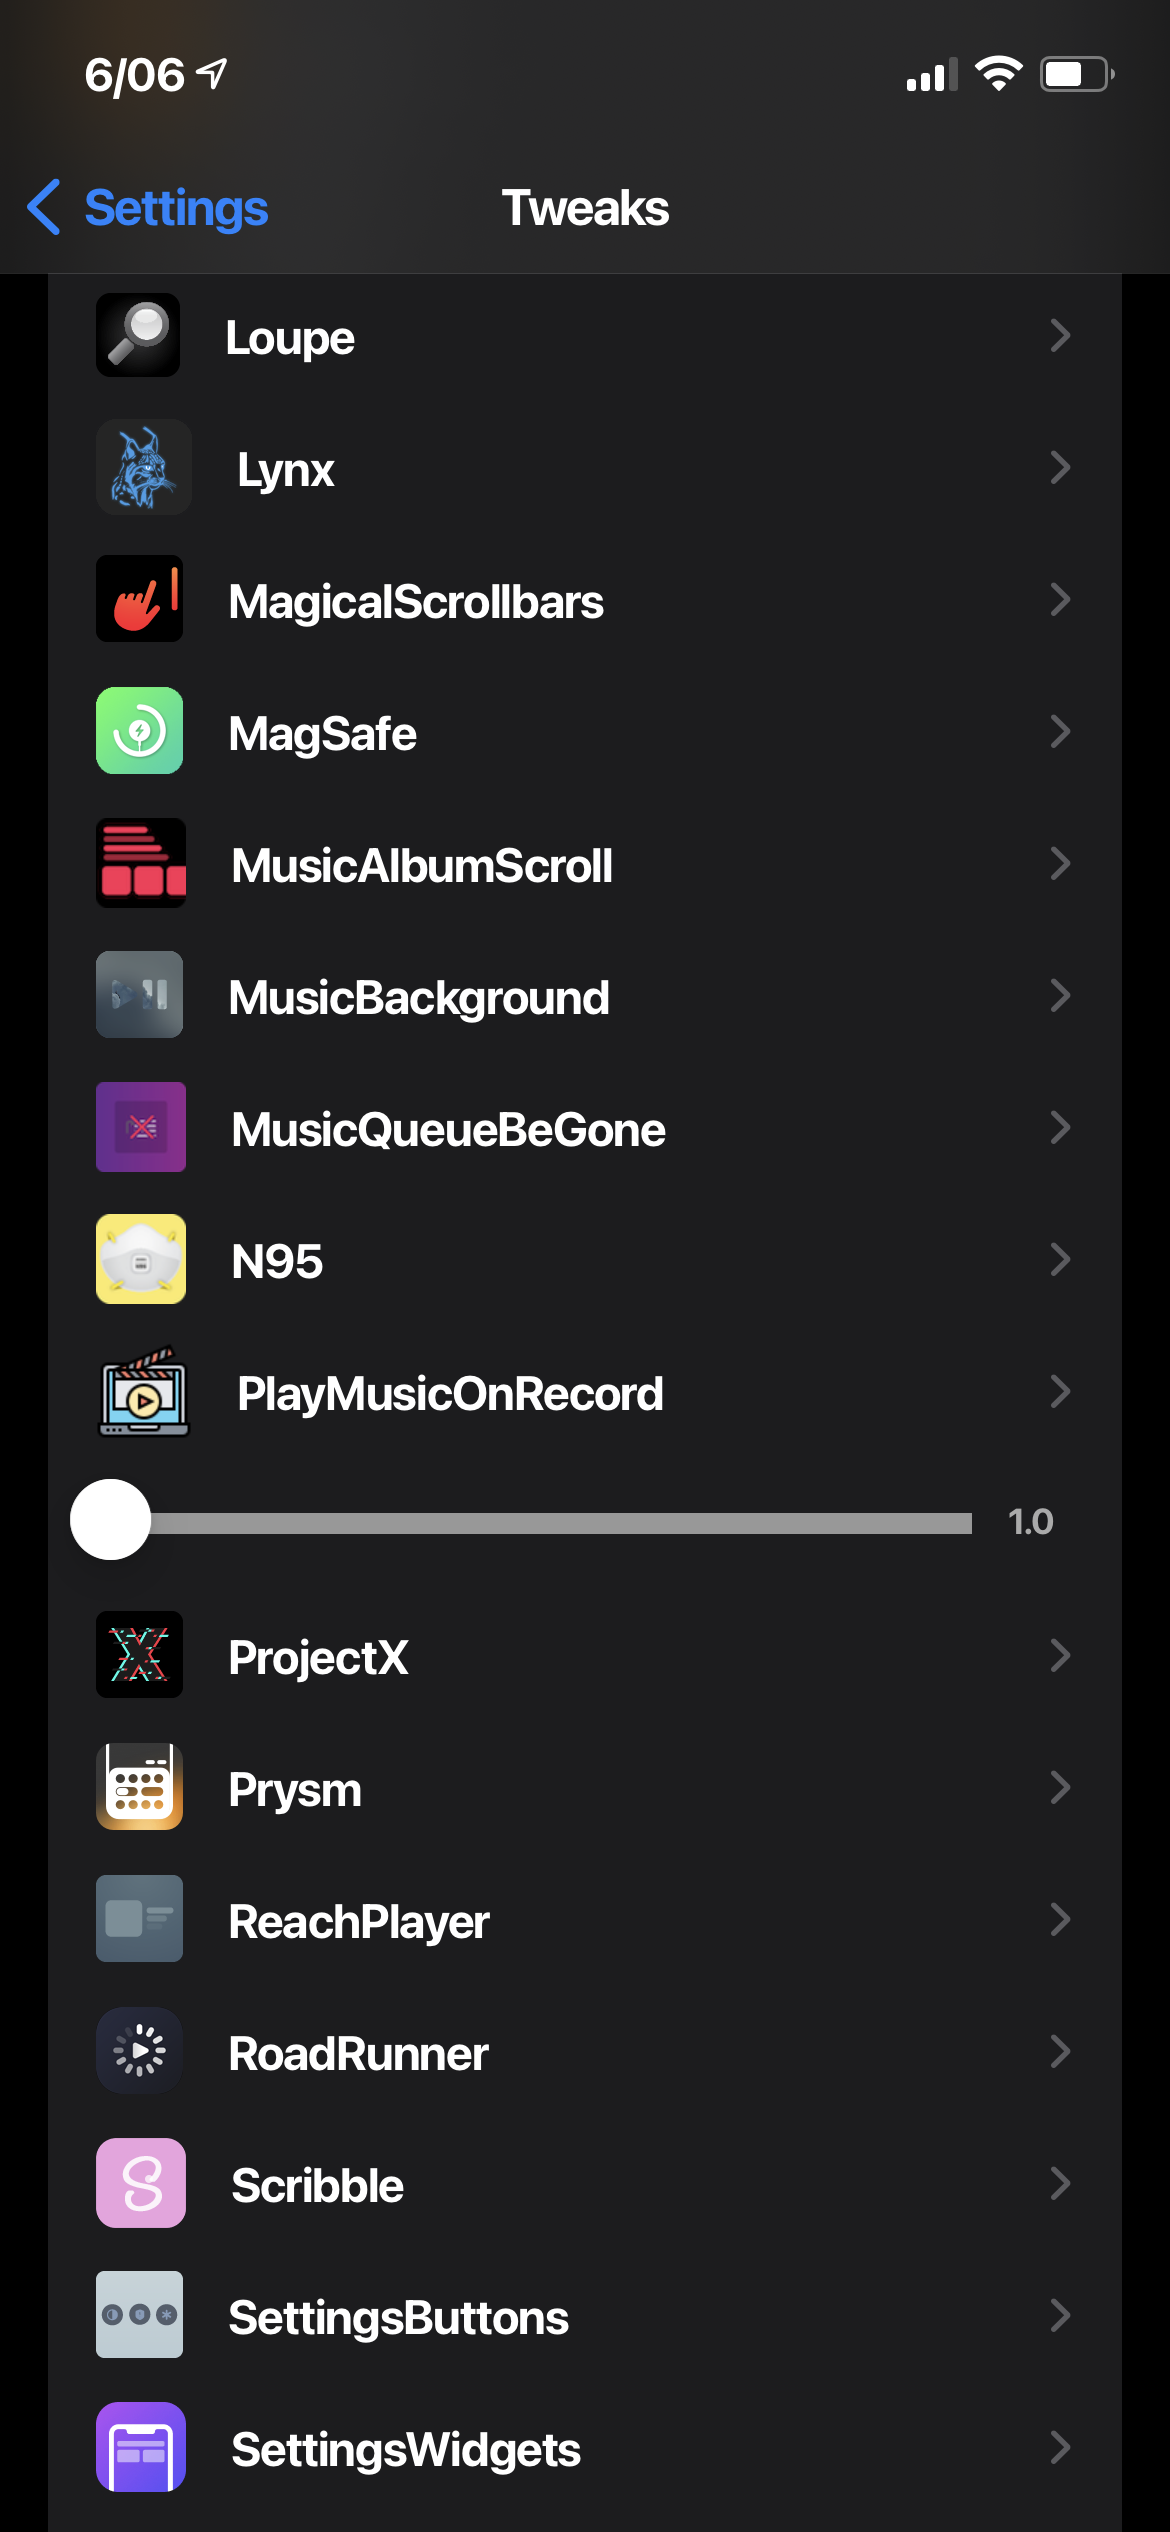 6/06
Settings
Tweaks
Loupe
Lynx
MagicalScrollbars
MagSafe
MusicAlbumScroll
MusicBackground
MusicQueueBeGone
N95
PlayMusicOnRecord
1.0
ProjectX
Prysm
ReachPlayer
RoadRunner
Scribble
SettingsButtons
SettingsWidgets